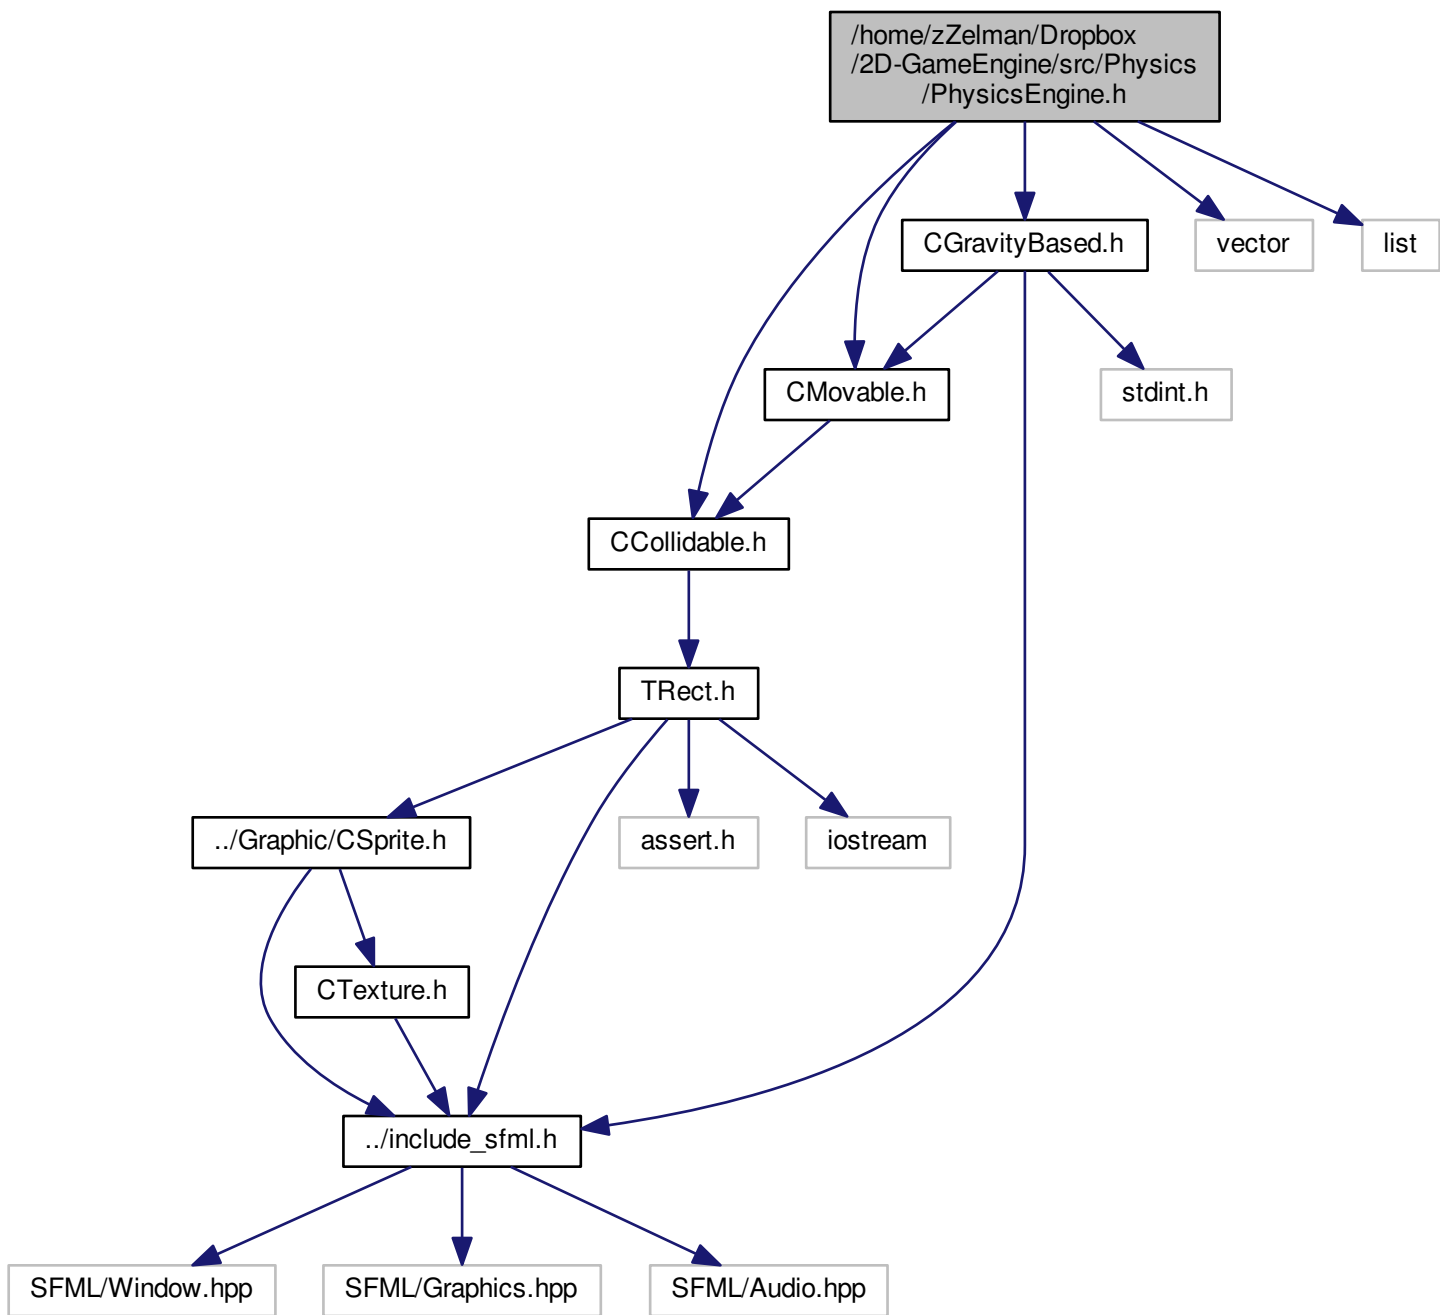 /home/zZelman/Dropbox
/2D-GameEngine/src/Physics
/PhysicsEngine.h
CGravityBased.h
vector
list
CMovable.h
stdint.h
CCollidable.h
TRect.h
../Graphic/CSprite.h
assert.h
iostream
CTexture.h
../include_sfml.h
SFML/Window.hpp
SFML/Graphics.hpp
SFML/Audio.hpp